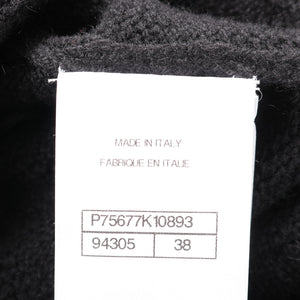 MADE IN ITALY
FABRIQUE EN ITALIE
P75677K10893
94305 38